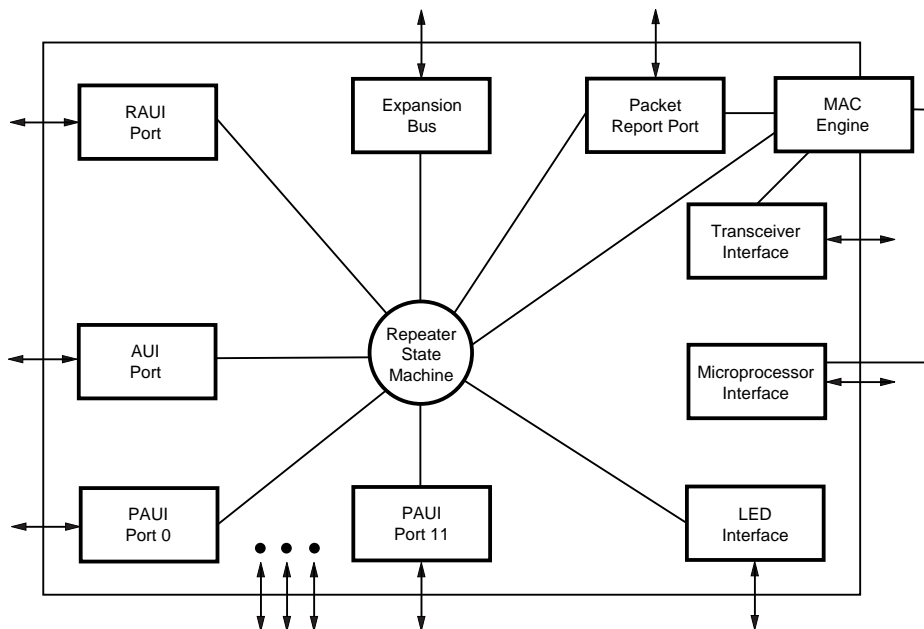 RAUI
Port
Expansion
Bus
Packet
Report Port
MAC
Engine
Transceiver
Interface
Repeater
State
Machine
AUI
Port
Microprocessor
Interface
PAUI
Port 0
PAUI
Port 11
LED
Interface